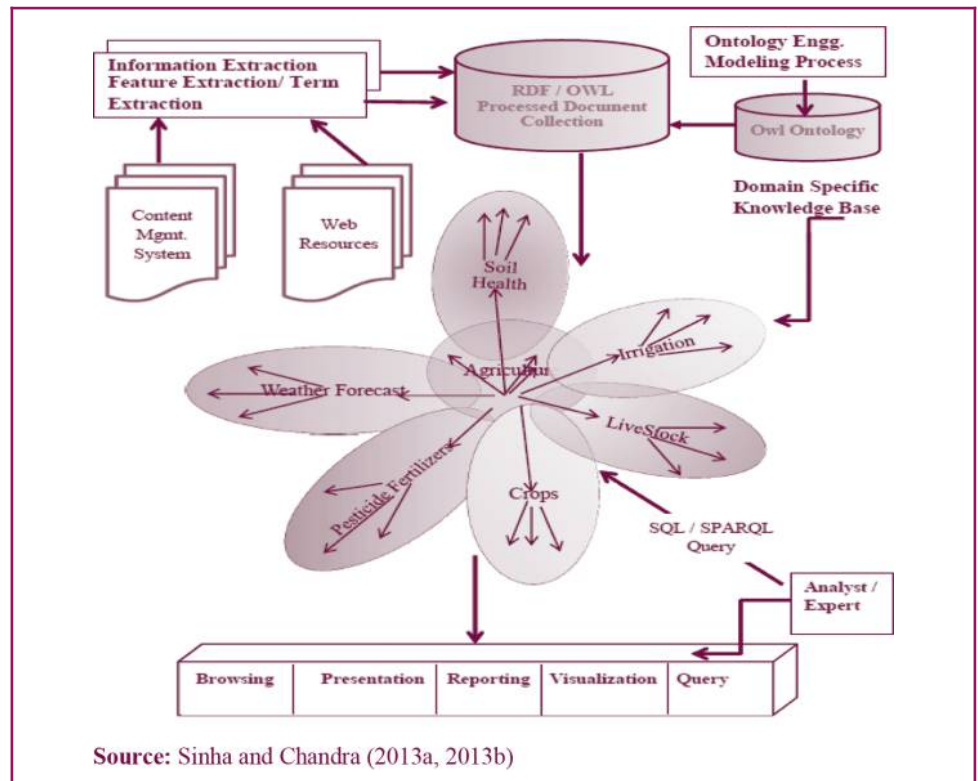 Information Extraction
Feature Extraction/ Term
Extraction
RDF / OWL
Processed Document
Collection
Ontology Engg.
Modeling Process
Owl Ontology
Domain Specific
Knowledge Base
Content
Mgmt.
System
Web
Resources
Soil
Health
Irrigation
Agricultur
Weather Forecast
LiveStock
Pesticide Fertilizers
Crops
SQL / SPARQL
Query
Analyst /
Expert
Browsing
Presentation
Reporting
Visualization
Query
Source: Sinha and Chandra (2013a, 2013b)